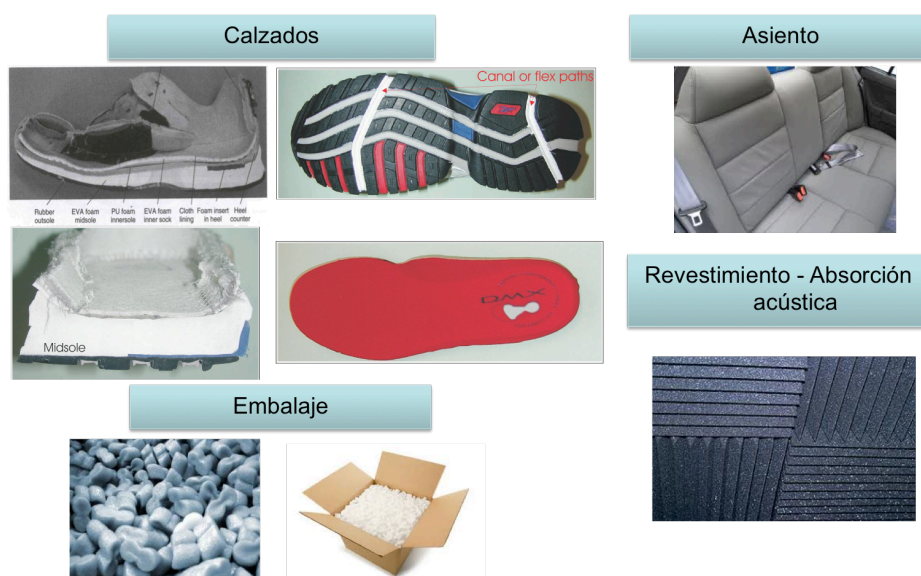 Calzados
Canal or flex paths
Rubber outsole
EVA foam midsole
PU foam innersole
EVA foam inner sock
Cloth lining
Foam insert in heel
Heel counter
Midsole
DMX
Embalaje
Asiento
Revestimiento - Absorción
acústica